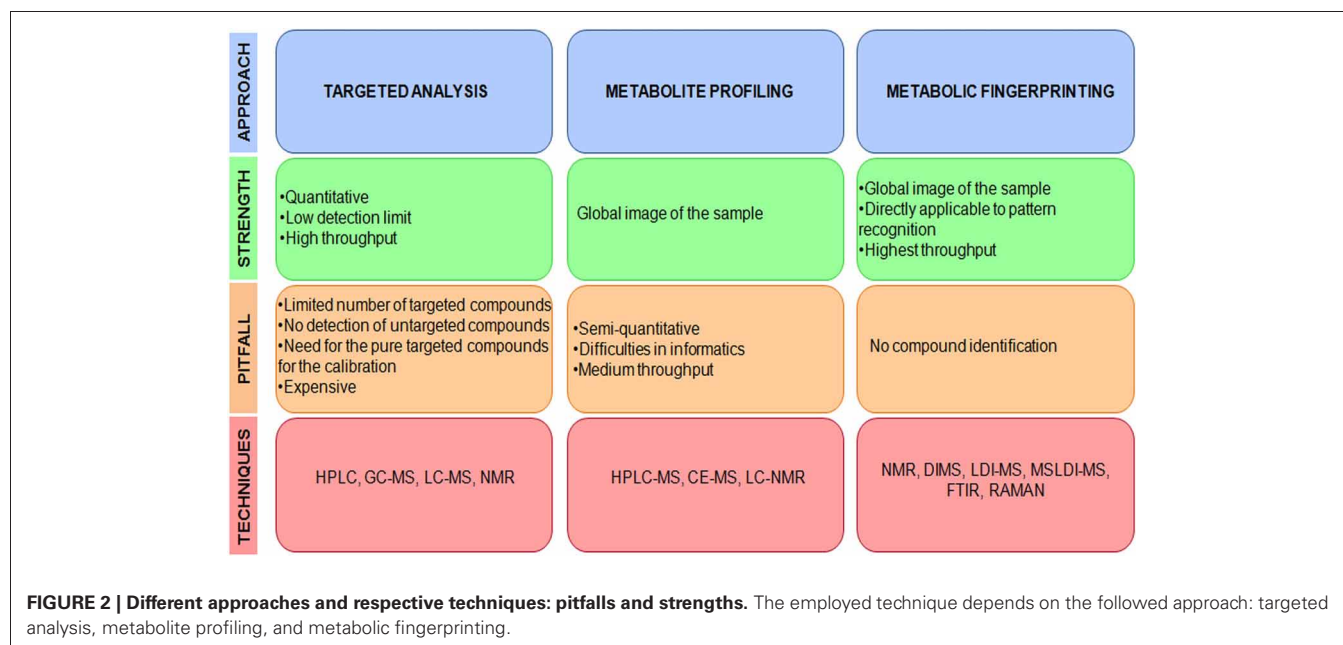 APPROACH
TARGETED ANALYSIS
METABOLITE PROFILING
METABOLIC FINGERPRINTING
STRENGTH
•Quantitative
•Low detection limit
•High throughput
Global image of the sample
•Global image of the sample
•Directly applicable to pattern
recognition
•Highest throughput
PITFALL
•Limited number of targeted compounds
•No detection of untargeted compounds
•Need for the pure targeted compounds
for the calibration
•Expensive
•Semi-quantitative
•Difficulties in informatics
•Medium throughput
No compound identification
TECHNIQUES
HPLC, GC-MS, LC-MS, NMR
HPLC-MS, CE-MS, LC-NMR
NMR, DIMS, LDI-MS, MSLDI-MS,
FTIR, RAMAN
FIGURE 2 | Different approaches and respective techniques: pitfalls and strengths. The employed technique depends on the followed approach: targeted
analysis, metabolite profiling, and metabolic fingerprinting.